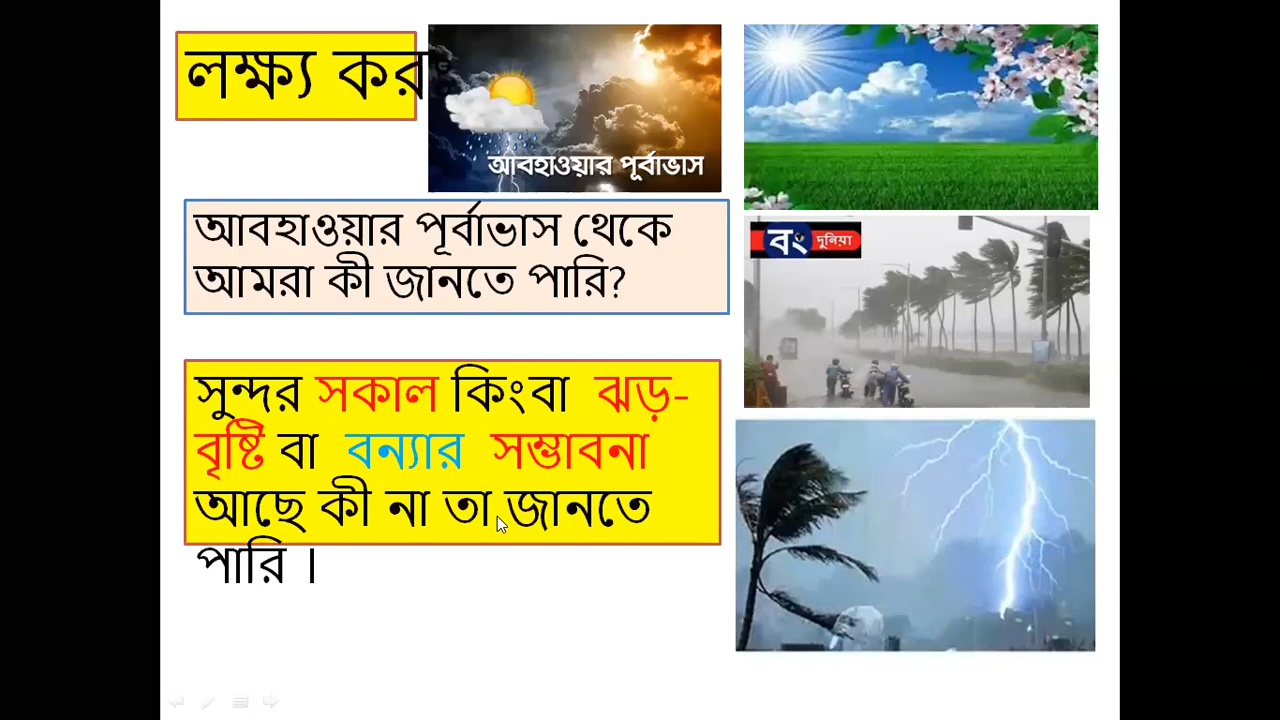 লক্ষ্য কর
আবহাওয়ার পূর্বাভাস
আবহাওয়ার পূর্বাভাস থেকে
আমরা কী জানতে পারি?
বং দুনিয়া
সুন্দর সকাল কিংবা ঝড়-
বৃষ্টি বা বন্যার সম্ভাবনা
আছে কী না তা জানতে
পারি ।